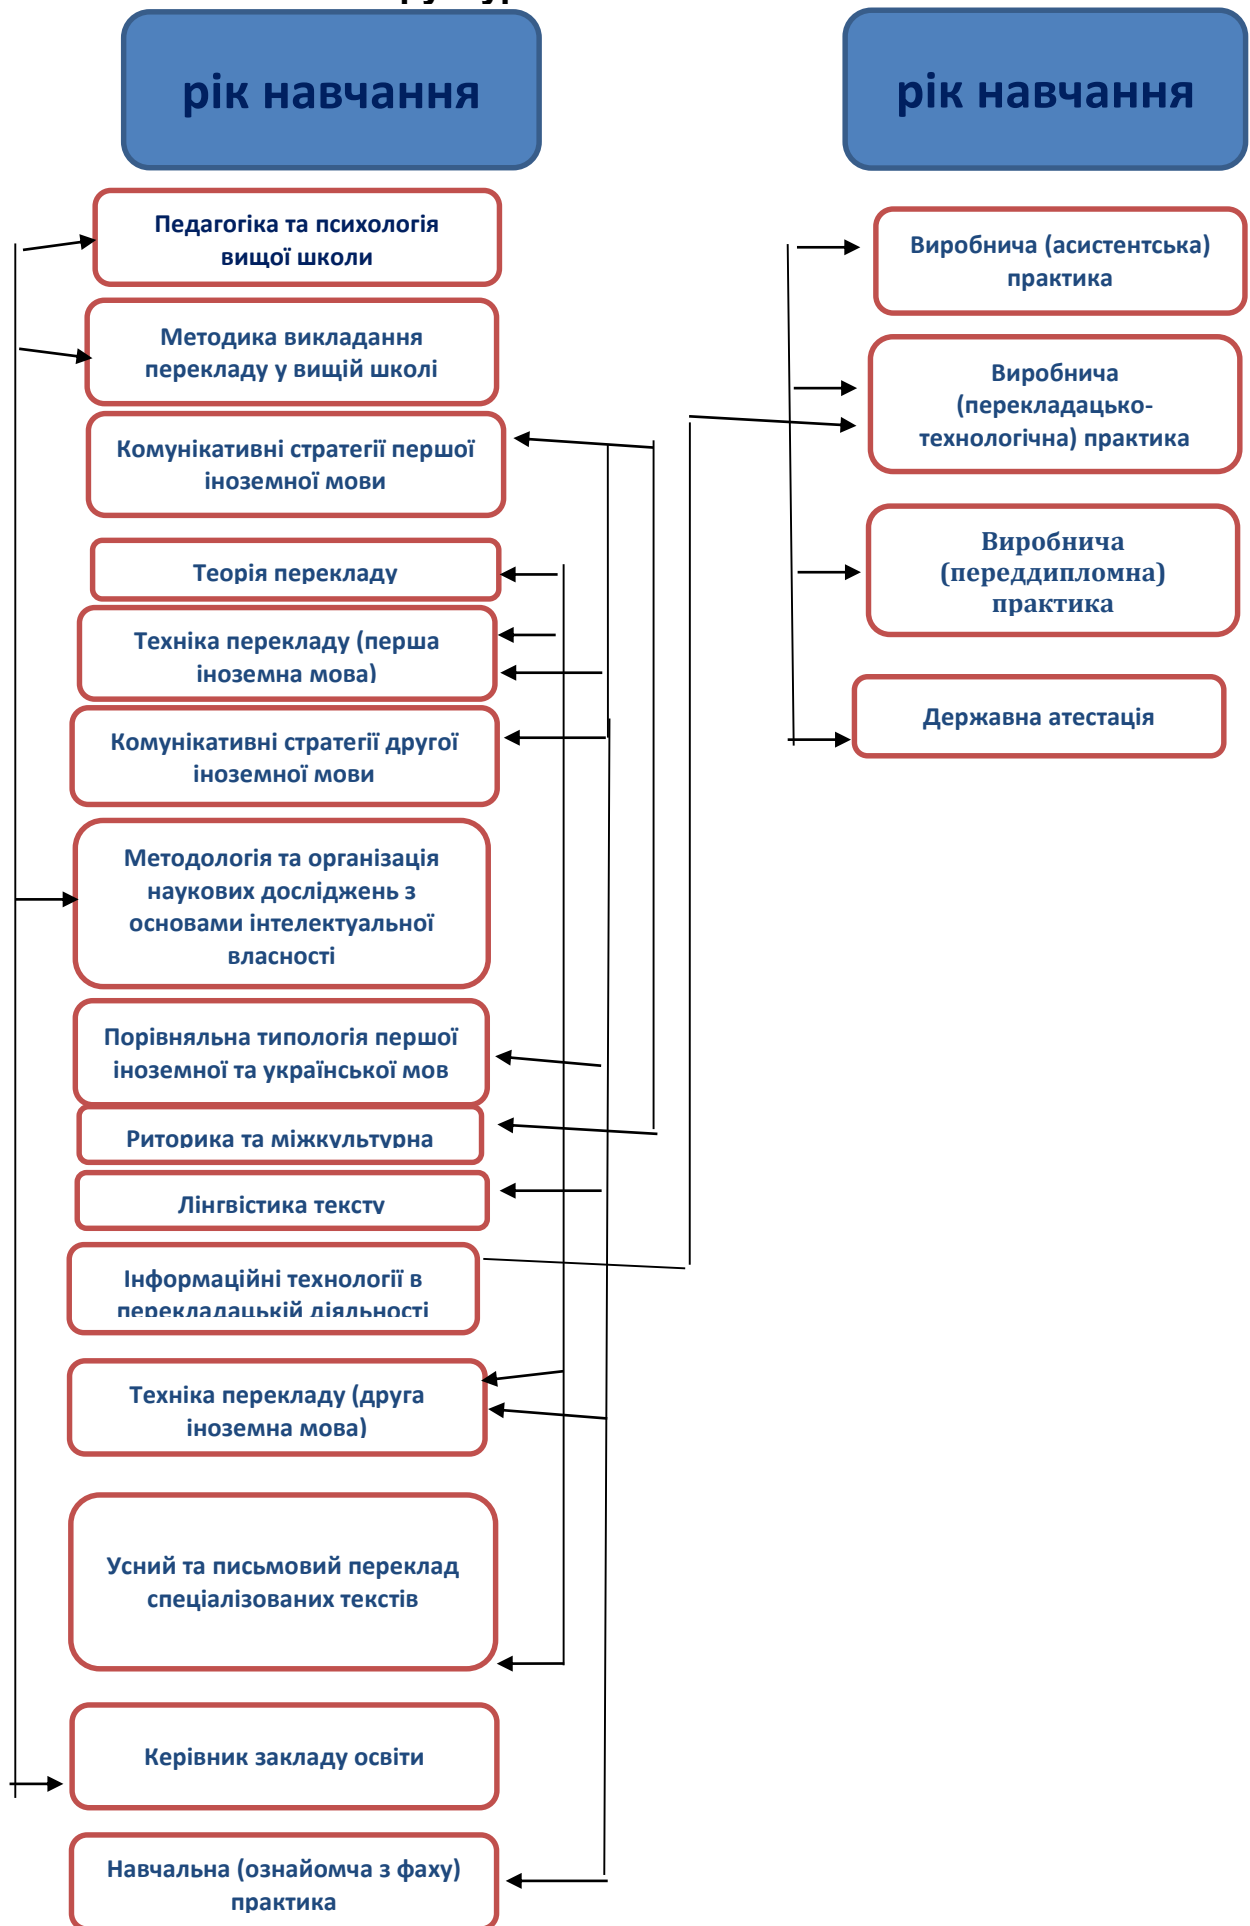 рік навчання
Педагогіка та психологія
вищої школи
Методика викладання
перекладу у вищій школі
Комунікативні стратегії першої
іноземної мови
Теорія перекладу
Техніка перекладу (перша
іноземна мова)
Комунікативні стратегії другої
іноземної мови
Методологія та організація
наукових досліджень з
основами інтелектуальної
власності
Порівняльна типологія першої
іноземної та української мов
Риторика та міжкультурна
Лінгвістика тексту
Інформаційні технології в
перекладацькій діяльності
Техніка перекладу (друга
іноземна мова)
Усний та письмовий переклад
спеціалізованих текстів
Керівник закладу освіти
Навчальна (ознайомча з фаху)
практика
рік навчання
Виробнича (асистентська)
практика
Виробнича
(перекладацько-
технологічна) практика
Виробнича
(переддипломна)
практика
Державна атестація